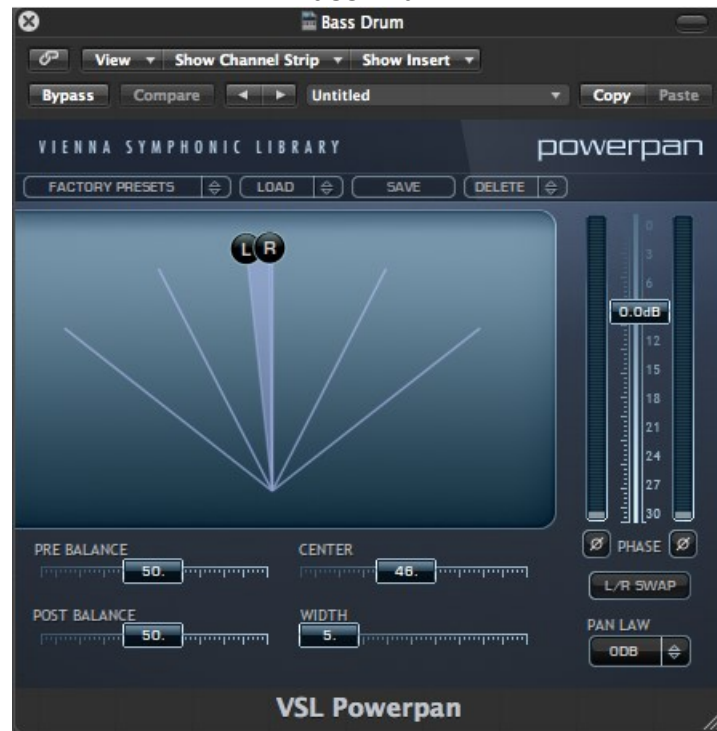 Bass Drum
View Show Channel Strip Show Insert
Bypass Compare Untitled Copy Paste
VIENNA SYMPHONIC LIBRARY powerpan
FACTORY PRESETS LOAD SAVE DELETE
L R
0
3
6
0.0dB
12
15
18
21
24
27
30
PRE BALANCE CENTER Ø PHASE Ø
50. 46.
L/R SWAP
POST BALANCE WIDTH PAN LAW
50. 5.
0DB
VSL Powerpan